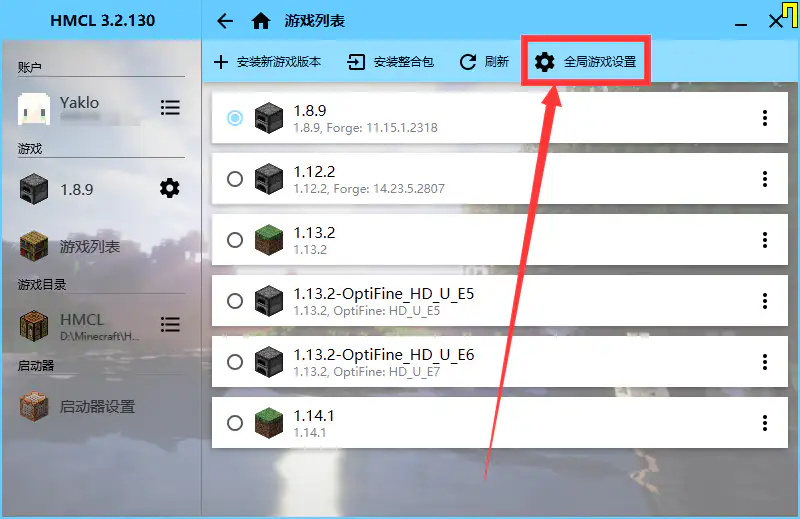 HMCL 3.2.130
游戏列表
账户
Yaklo
游戏
1.8.9
游戏列表
游戏目录
HMCL
D:\Minecraft\H...
启动器
启动器设置
安装新游戏版本
安装整合包
刷新
全局游戏设置
1.8.9
1.8.9, Forge: 11.15.1.2318
1.12.2
1.12.2, Forge: 14.23.5.2807
1.13.2
1.13.2
1.13.2-OptiFine_HD_U_E5
1.13.2, OptiFine: HD_U_E5
1.13.2-OptiFine_HD_U_E6
1.13.2, OptiFine: HD_U_E7
1.14.1
1.14.1